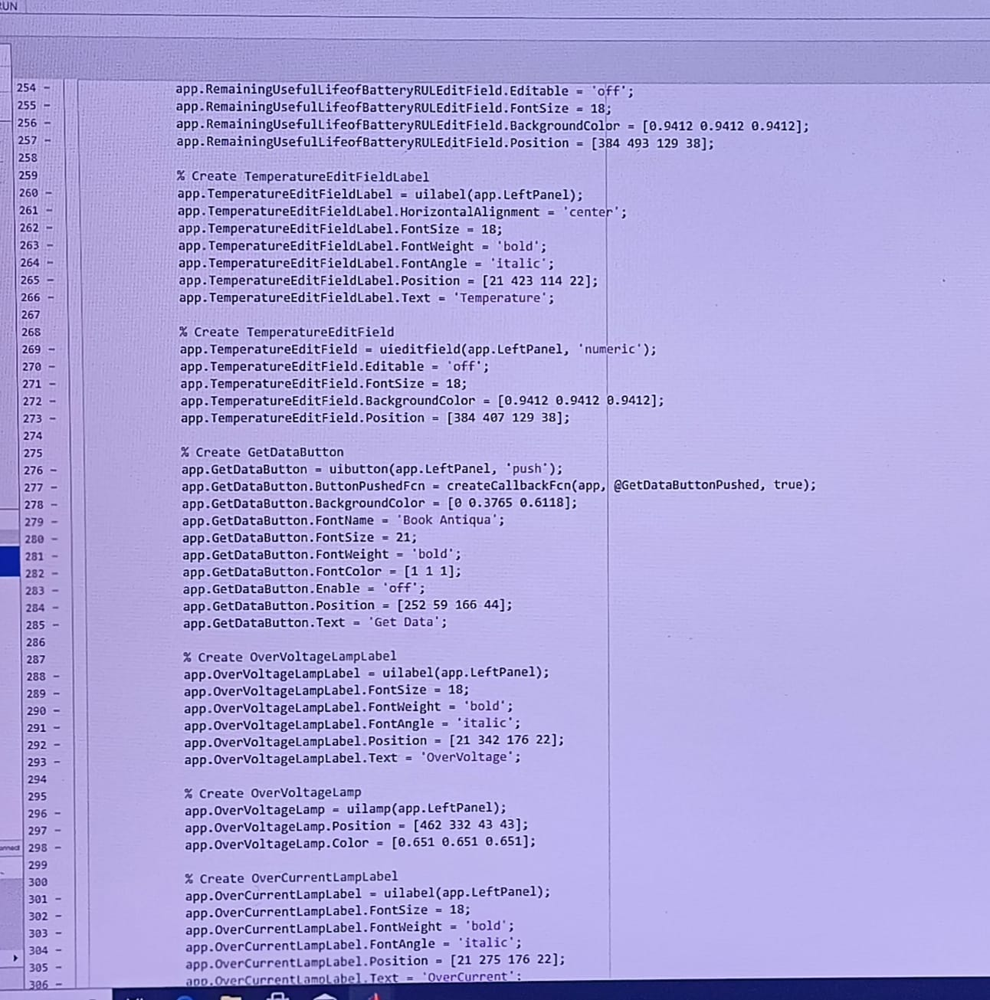 RUN
254 -                 app.RemainingUsefulLifeofBatteryRULEditField.Editable = 'off';
255 -                 app.RemainingUsefulLifeofBatteryRULEditField.FontSize = 18;
256 -                 app.RemainingUsefulLifeofBatteryRULEditField.BackgroundColor = [0.9412 0.9412 0.9412];
257 -                 app.RemainingUsefulLifeofBatteryRULEditField.Position = [384 493 129 38];
258
259                   % Create TemperatureEditFieldLabel
260 -                 app.TemperatureEditFieldLabel = uilabel(app.LeftPanel);
261 -                 app.TemperatureEditFieldLabel.HorizontalAlignment = 'center';
262 -                 app.TemperatureEditFieldLabel.FontSize = 18;
263 -                 app.TemperatureEditFieldLabel.FontWeight = 'bold';
264 -                 app.TemperatureEditFieldLabel.FontAngle = 'italic';
265 -                 app.TemperatureEditFieldLabel.Position = [21 423 114 22];
266 -                 app.TemperatureEditFieldLabel.Text = 'Temperature';
267
268                   % Create TemperatureEditField
269 -                 app.TemperatureEditField = uieditfield(app.LeftPanel, 'numeric');
270 -                 app.TemperatureEditField.Editable = 'off';
271 -                 app.TemperatureEditField.FontSize = 18;
272 -                 app.TemperatureEditField.BackgroundColor = [0.9412 0.9412 0.9412];
273 -                 app.TemperatureEditField.Position = [384 407 129 38];
274
275                   % Create GetDataButton
276 -                 app.GetDataButton = uibutton(app.LeftPanel, 'push');
277 -                 app.GetDataButton.ButtonPushedFcn = createCallbackFcn(app, @GetDataButtonPushed, true);
278 -                 app.GetDataButton.BackgroundColor = [0 0.3765 0.6118];
279 -                 app.GetDataButton.FontName = 'Book Antiqua';
280 -                 app.GetDataButton.FontSize = 21;
281 -                 app.GetDataButton.FontWeight = 'bold';
282 -                 app.GetDataButton.FontColor = [1 1 1];
283 -                 app.GetDataButton.Enable = 'off';
284 -                 app.GetDataButton.Position = [252 59 166 44];
285 -                 app.GetDataButton.Text = 'Get Data';
286
287                   % Create OverVoltageLampLabel
288 -                 app.OverVoltageLampLabel = uilabel(app.LeftPanel);
289 -                 app.OverVoltageLampLabel.FontSize = 18;
290 -                 app.OverVoltageLampLabel.FontWeight = 'bold';
291 -                 app.OverVoltageLampLabel.FontAngle = 'italic';
292 -                 app.OverVoltageLampLabel.Position = [21 342 176 22];
293 -                 app.OverVoltageLampLabel.Text = 'OverVoltage';
294
295                   % Create OverVoltageLamp
296 -                 app.OverVoltageLamp = uilamp(app.LeftPanel);
297 -                 app.OverVoltageLamp.Position = [462 332 43 43];
298 -                 app.OverVoltageLamp.Color = [0.651 0.651 0.651];
299
300                   % Create OverCurrentLampLabel
301 -                 app.OverCurrentLampLabel = uilabel(app.LeftPanel);
302 -                 app.OverCurrentLampLabel.FontSize = 18;
303 -                 app.OverCurrentLampLabel.FontWeight = 'bold';
304 -                 app.OverCurrentLampLabel.FontAngle = 'italic';
305 -                 app.OverCurrentLampLabel.Position = [21 275 176 22];
306 -                 app.OverCurrentLampLabel.Text = 'OverCurrent';